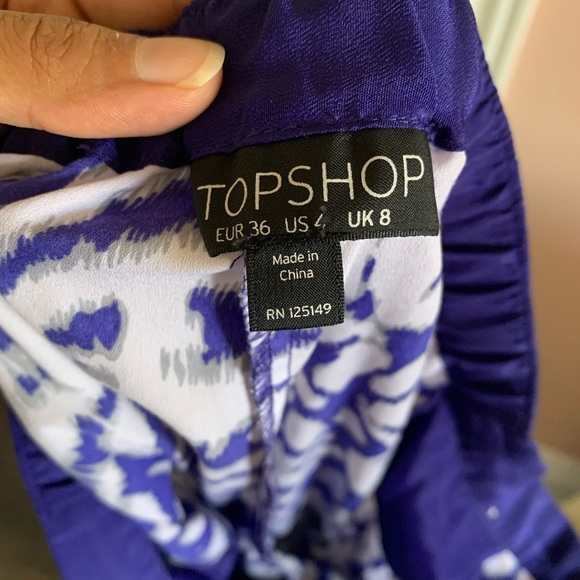 TOPSHOP
EUR 36 US 4 UK 8
Made in
China
RN 125149